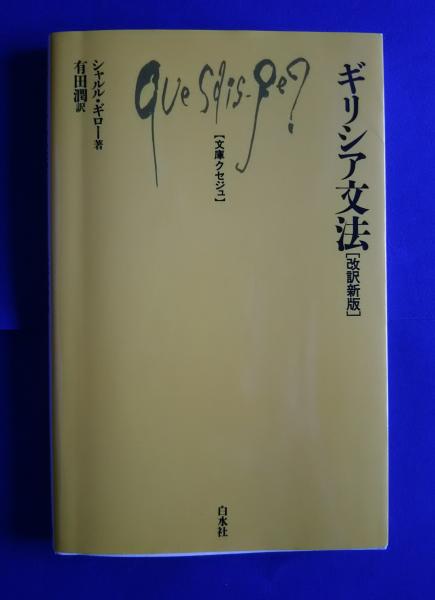 ギリシア文法
[改訳新版]
Que sais-je?
[文庫クセジュ]
シャルル・ギロー著
有田潤訳
白水社